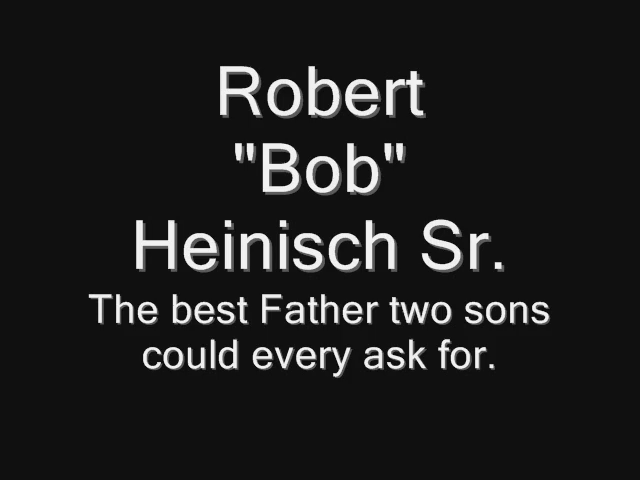 Robert
"Bob"
Heinisch Sr.
The best Father two sons
could every ask for.